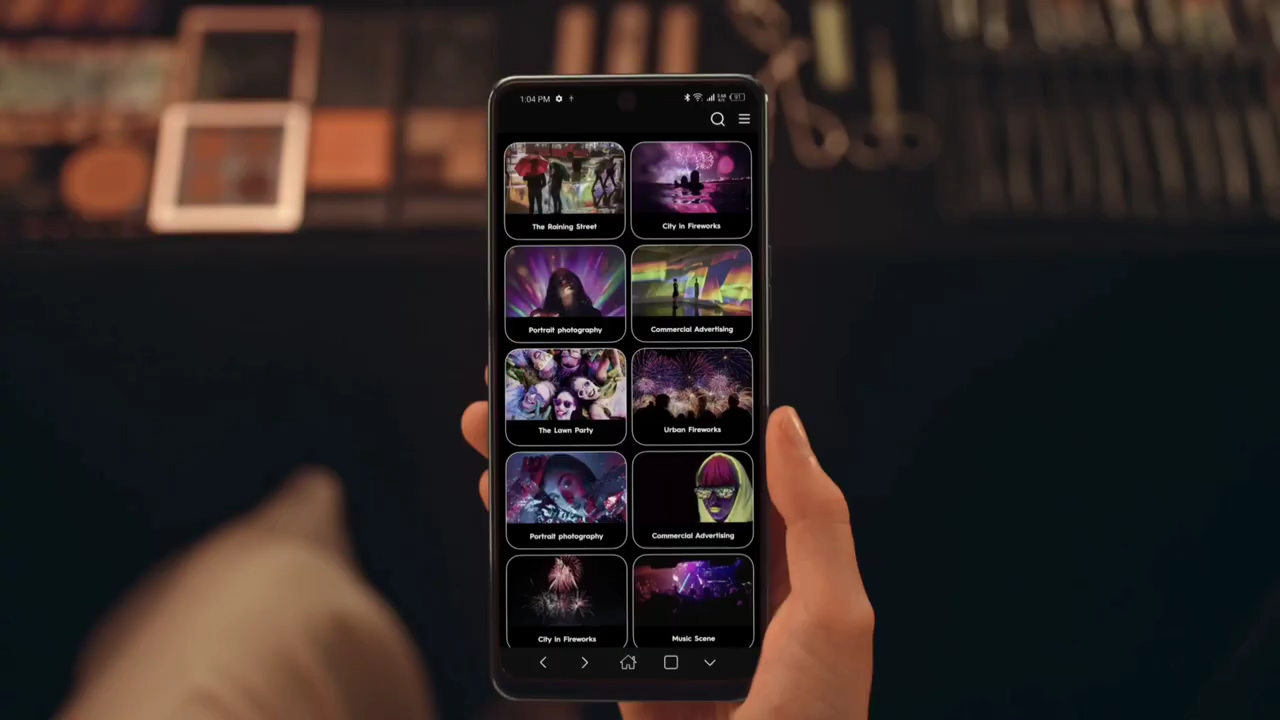 1:04 PM
The Raining Street
City in Fireworks
Portrait photography
Commercial Advertising
The Lawn Party
Urban Fireworks
Portrait photography
Commercial Advertising
City in Fireworks
Music Scene